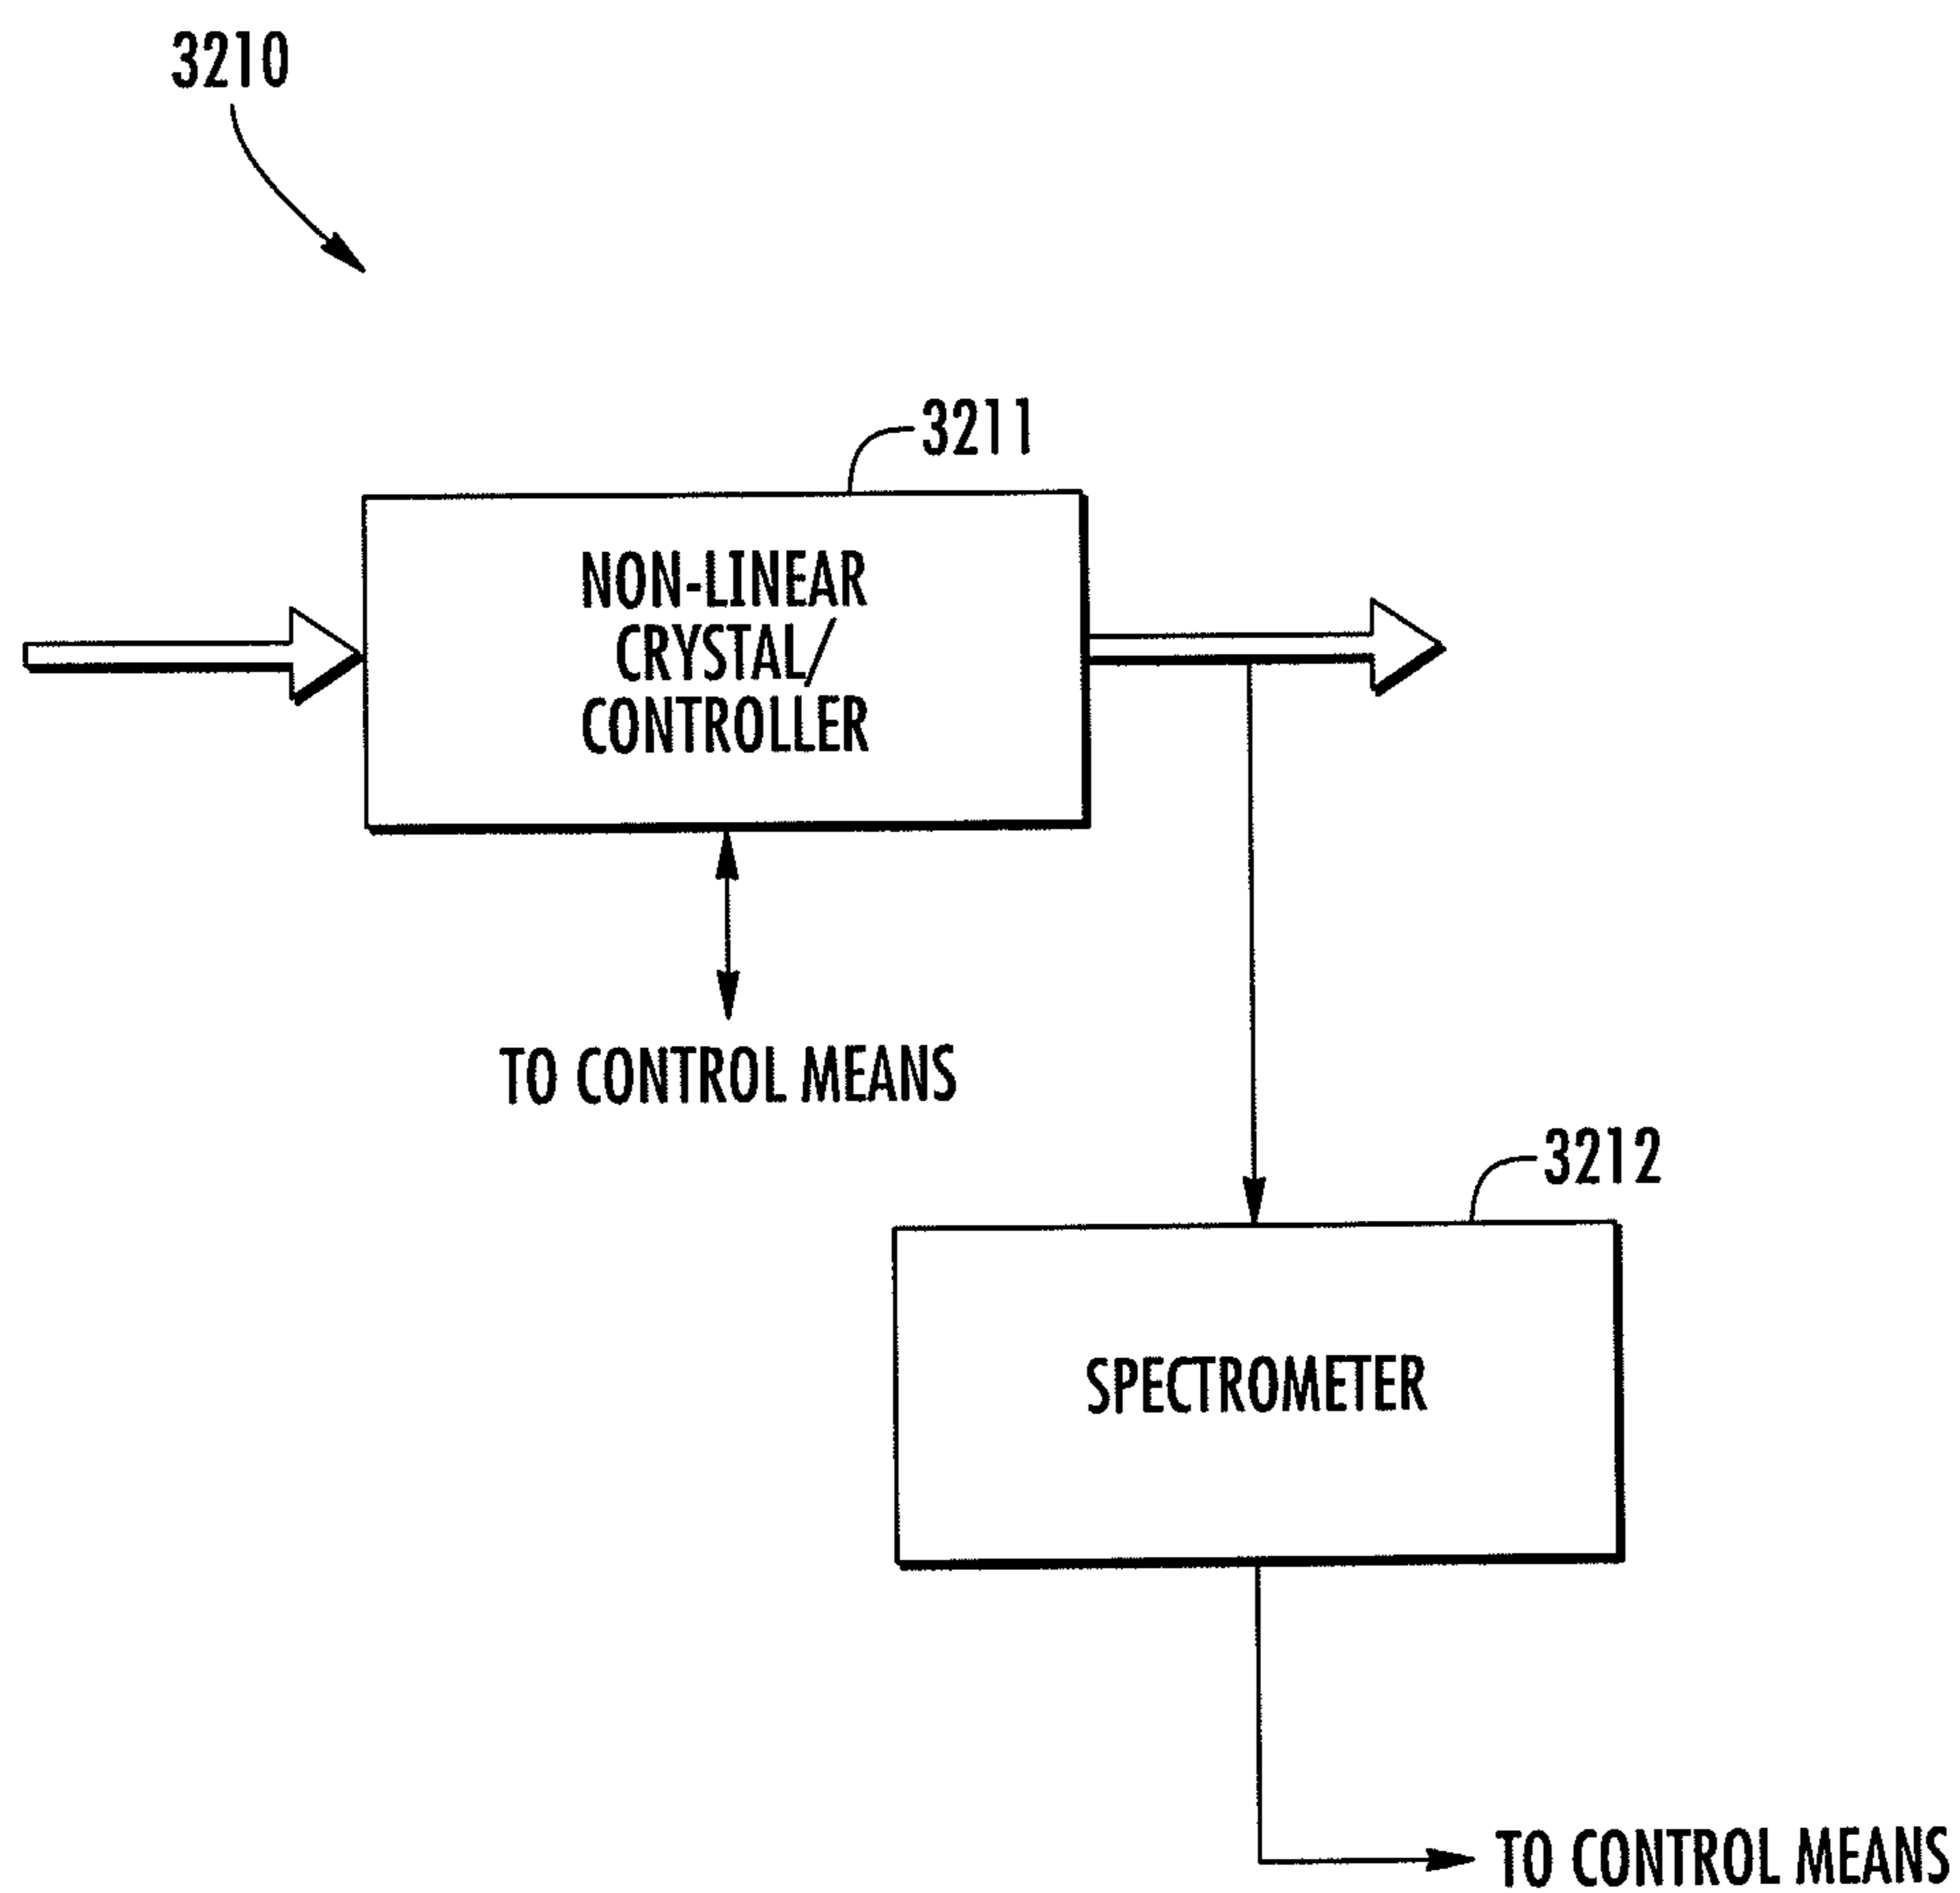 3210
3211
NON-LINEAR
CRYSTAL/
CONTROLLER
TO CONTROL MEANS
3212
SPECTROMETER
TO CONTROL MEANS